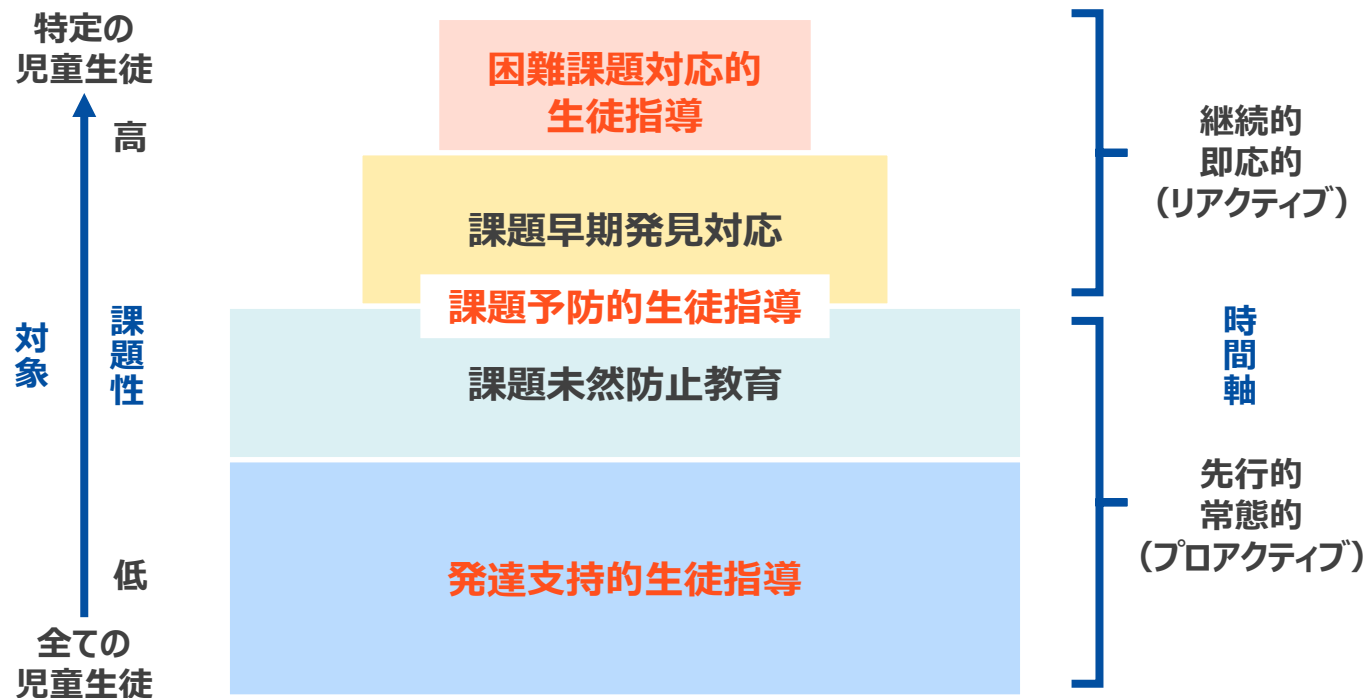 特定の
児童生徒
高
対象
課題性
低
全ての
児童生徒
困難課題対応的
生徒指導
課題早期発見対応
課題予防的生徒指導
課題未然防止教育
発達支持的生徒指導
継続的
即応的
（リアクティブ）
時間軸
先行的
常態的
（プロアクティブ）